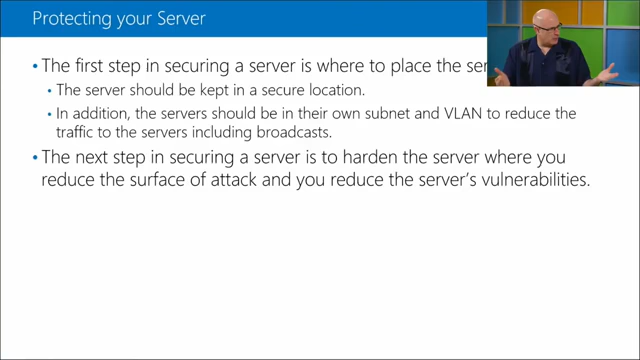 Protecting your Server
• The first step in securing a server is where to place the
• The server should be kept in a secure location.
• In addition, the servers should be in their own subnet and VLAN to reduce the
traffic to the servers including broadcasts.
• The next step in securing a server is to harden the server where you
reduce the surface of attack and you reduce the server's vulnerabilities.